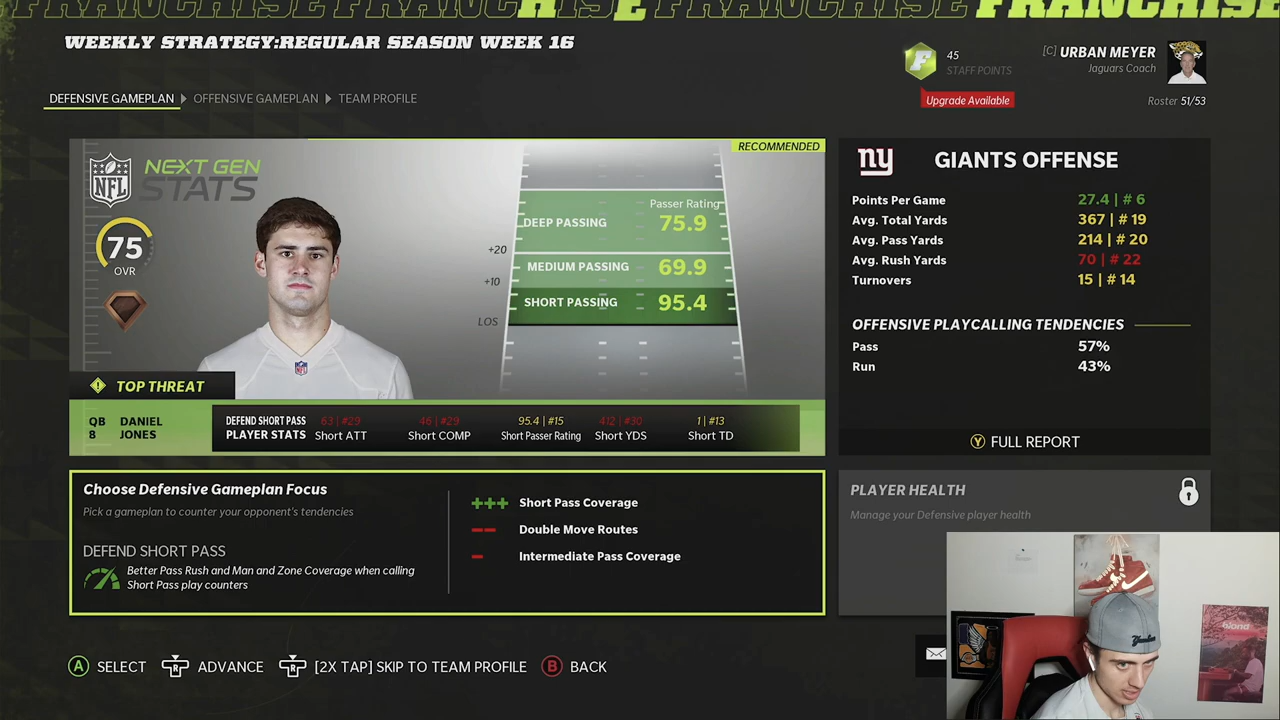 FRANCHISE FRANCHISE FRANCHISE FRANCHISE
WEEKLY STRATEGY:REGULAR SEASON WEEK 16
45
STAFF POINTS
Upgrade Available
[C] URBAN MEYER
Jaguars Coach
Roster 51/53
DEFENSIVE GAMEPLAN
OFFENSIVE GAMEPLAN
TEAM PROFILE
RECOMMENDED
NFL
NEXT GEN
STATS
75
OVR
Passer Rating
DEEP PASSING 75.9
+20
MEDIUM PASSING 69.9
+10
SHORT PASSING 95.4
LOS
TOP THREAT
QB
8
DANIEL
JONES
DEFEND SHORT PASS
PLAYER STATS
63 | #29
Short ATT
46 | #29
Short COMP
95.4 | #15
Short Passer Rating
412 | #30
Short YDS
1 | #13
Short TD
ny GIANTS OFFENSE
Points Per Game 27.4 | # 6
Avg. Total Yards 367 | # 19
Avg. Pass Yards 214 | # 20
Avg. Rush Yards 70 | # 22
Turnovers 15 | # 14
OFFENSIVE PLAYCALLING TENDENCIES
Pass 57%
Run 43%
Y FULL REPORT
Choose Defensive Gameplan Focus
Pick a gameplan to counter your opponent's tendencies
DEFEND SHORT PASS
Better Pass Rush and Man and Zone Coverage when calling
Short Pass play counters
+++ Short Pass Coverage
-- Double Move Routes
- Intermediate Pass Coverage
PLAYER HEALTH
Manage your Defensive player health
A SELECT
R ADVANCE
R [2X TAP] SKIP TO TEAM PROFILE
B BACK
blond
Yankees